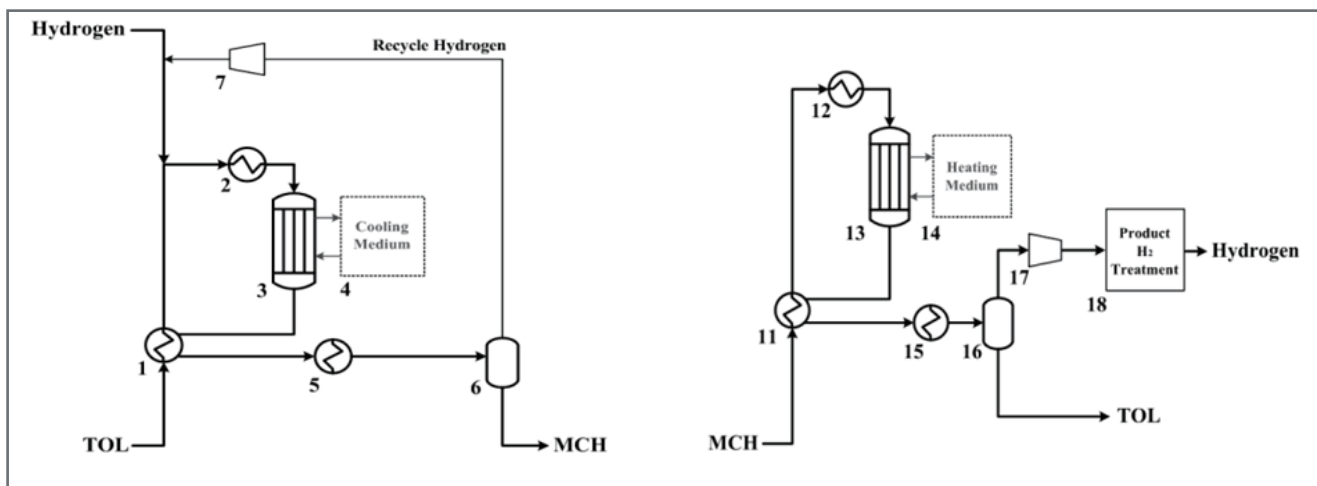 Hydrogen
Recycle Hydrogen
7
2
Cooling
Medium
3
4
1
5
6
TOL
MCH
12
Heating
Medium
13
14
17
Product
H2
Treatment
18
Hydrogen
11
15
16
TOL
MCH